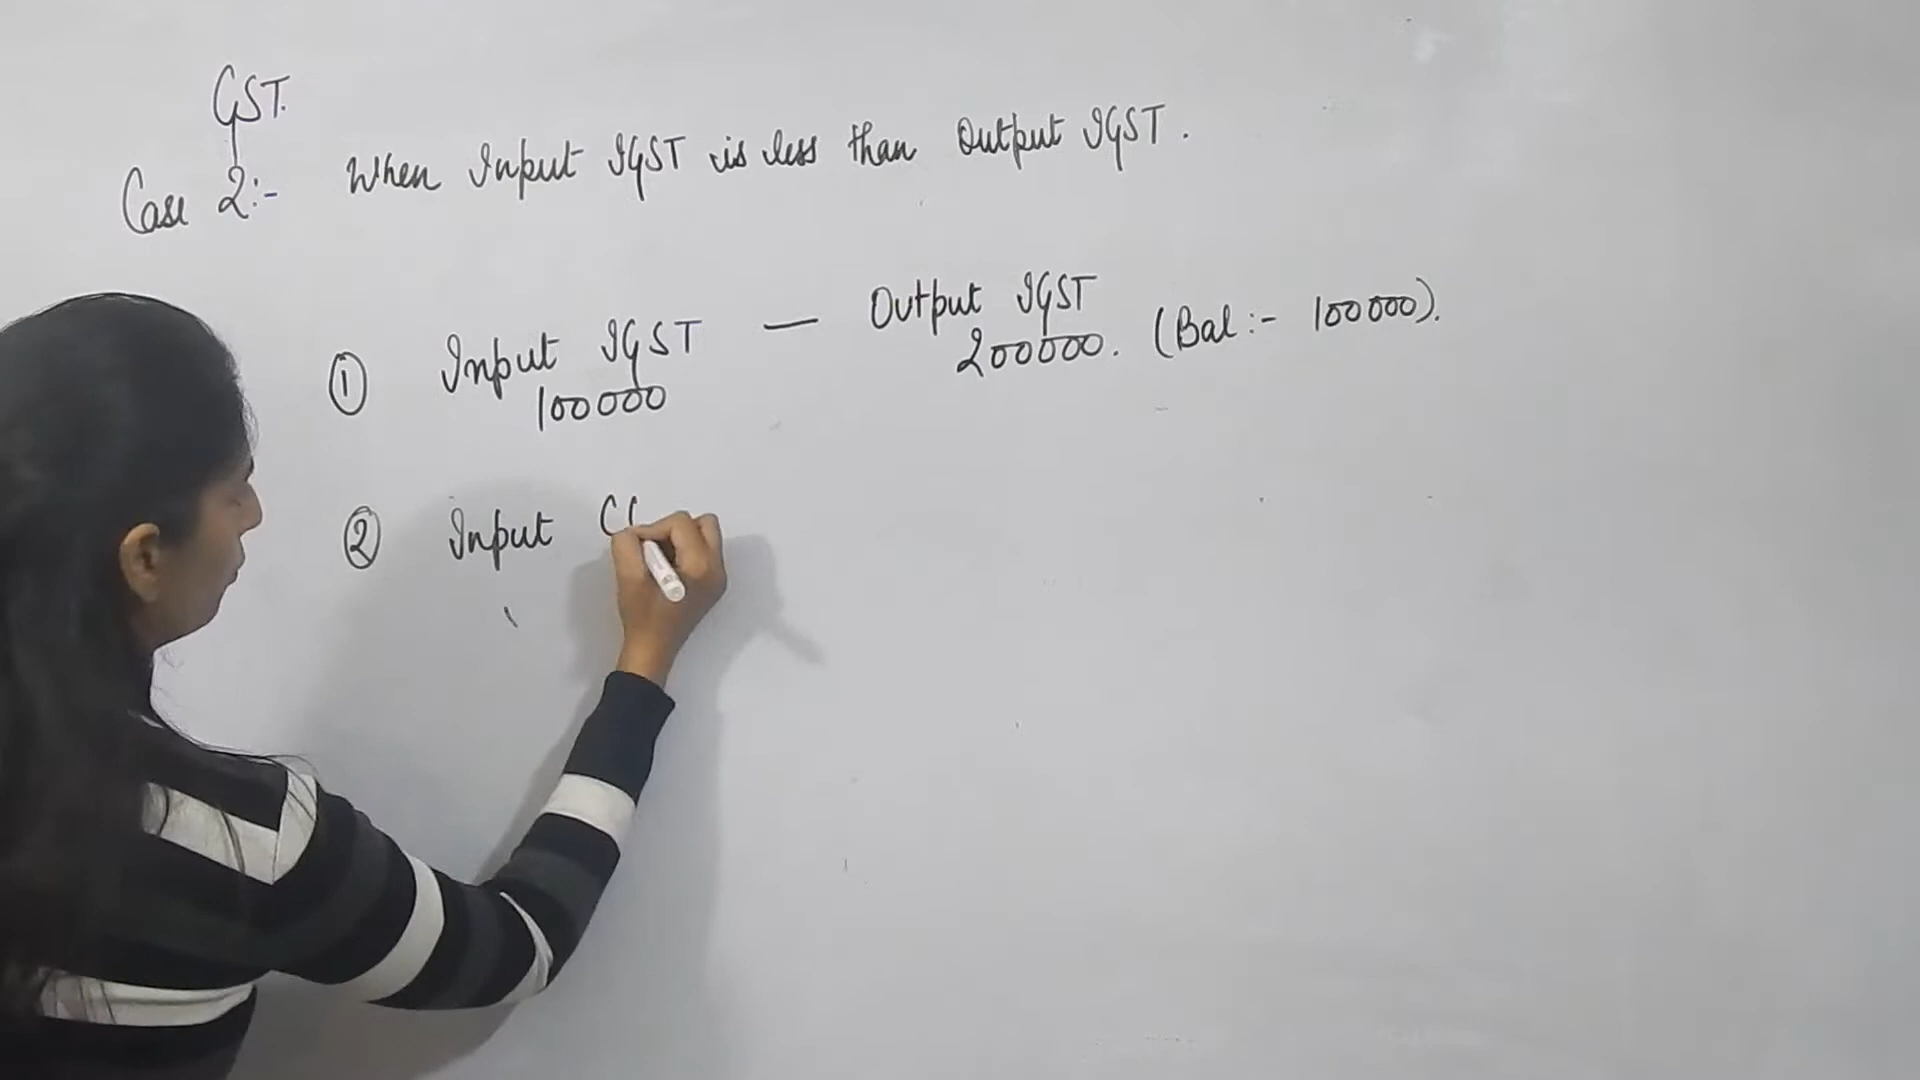 GST.
Case 2:- When Input IGST is less than Output IGST.
① Input IGST — Output IGST
100000 200000. (Bal:- 100000).
② Input